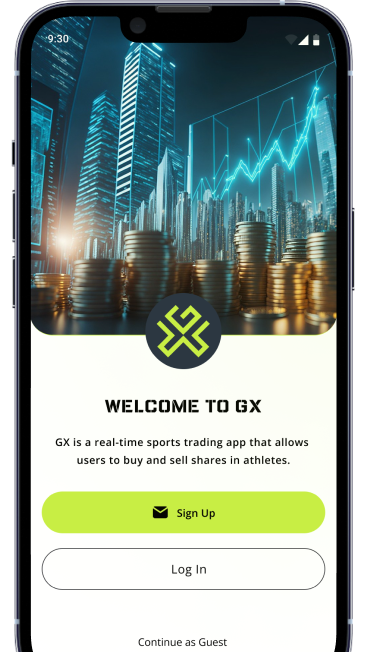 9:30
WELCOME TO GX
GX is a real-time sports trading app that allows
users to buy and sell shares in athletes.
Sign Up
Log In
Continue as Guest